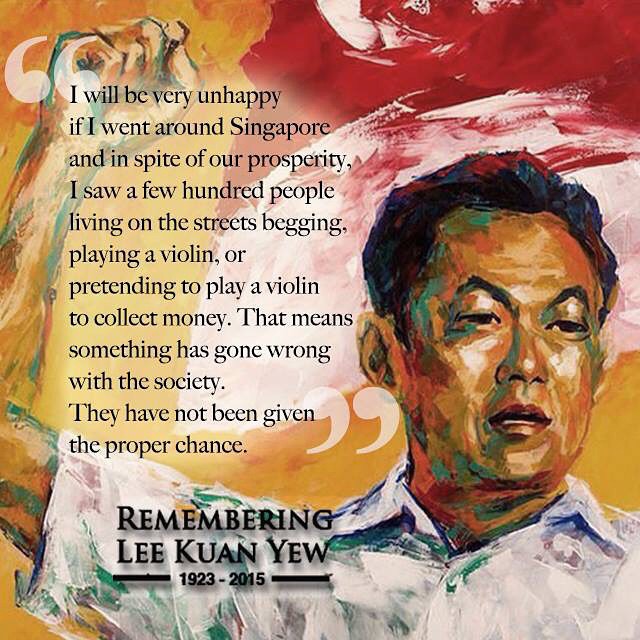 “
I will be very unhappy
if I went around Singapore
and in spite of our prosperity,
I saw a few hundred people
living on the streets begging,
playing a violin, or
pretending to play a violin
to collect money. That means
something has gone wrong
with the society.
They have not been given
the proper chance.
”
REMEMBERING
LEE KUAN YEW
1923 - 2015